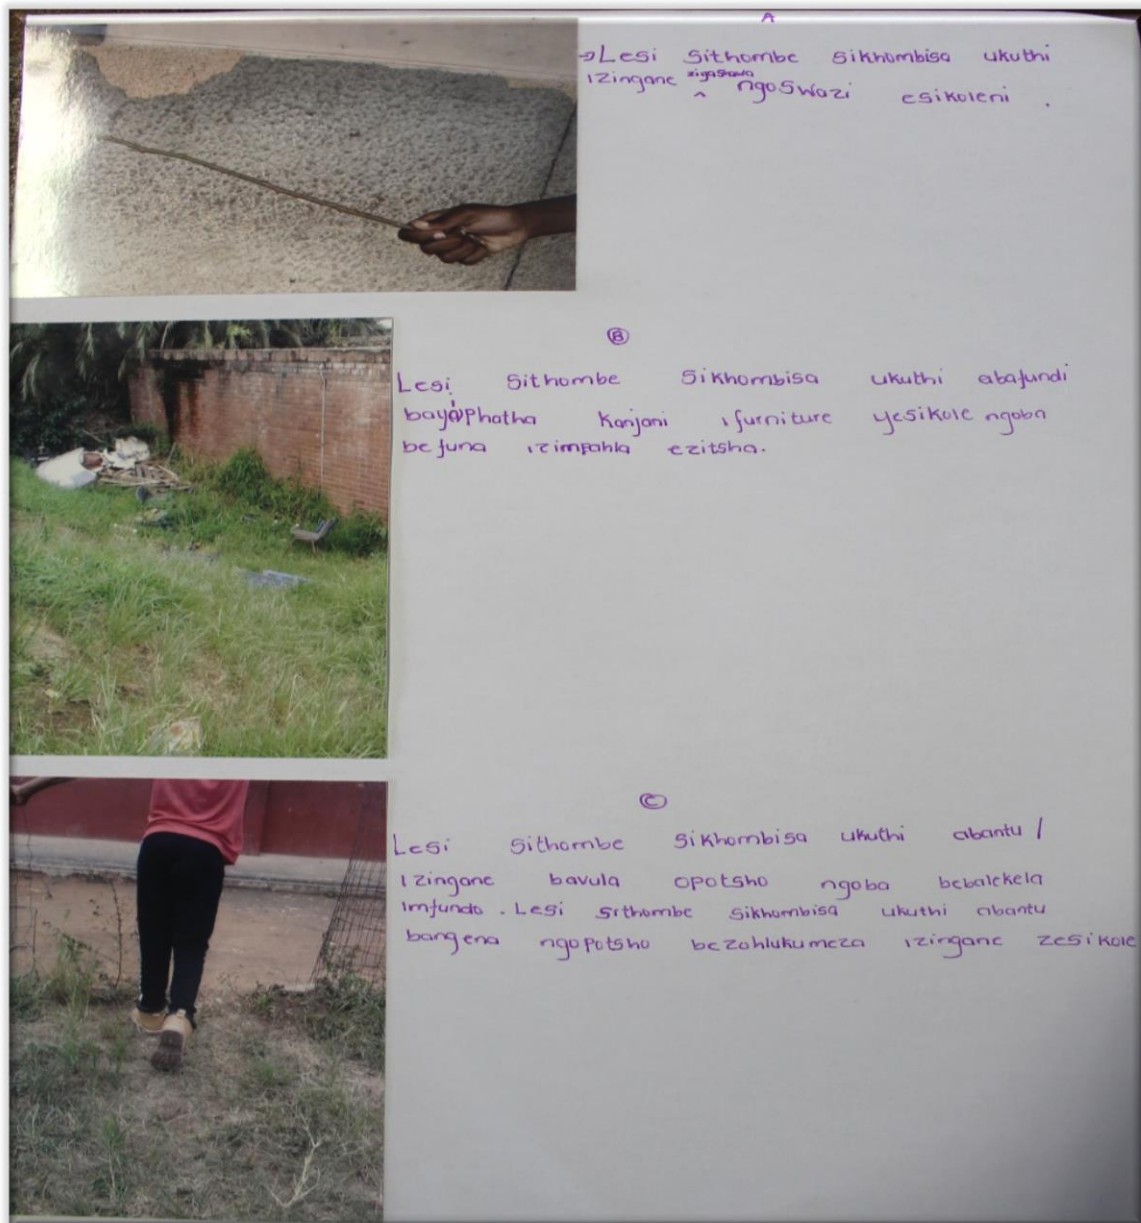 A
→Lesi sithombe sikhombisa ukuthi
izingane ^ ngoswazi esikoleni .
B
Lesi sithombe sikhombisa ukuthi abafundi
bayiphatha kanjani ifurniture yesikole ngoba
befuna izimpahla ezitsha.
C
Lesi sithombe sikhombisa ukuthi abantu /
izingane bavula opotsho ngoba bebalekela
imfundo . Lesi sithombe sikhombisa ukuthi abantu
bangena ngopotsho bezohlukumeza izingane zesikole